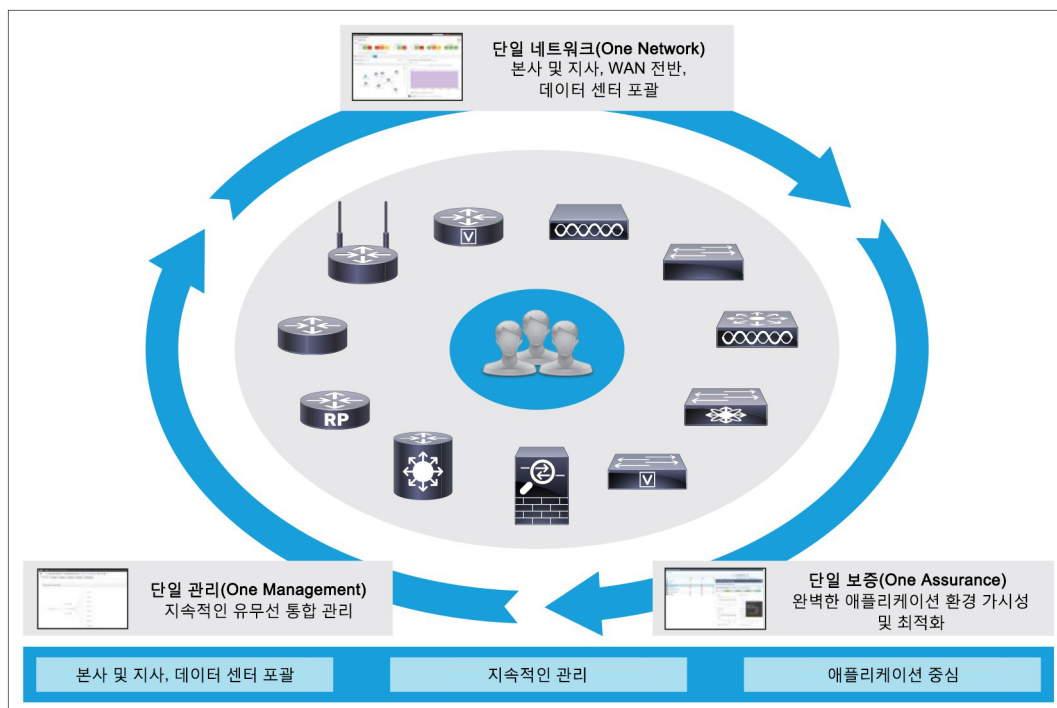 단일 네트워크(One Network)
본사 및 지사, WAN 전반,
데이터 센터 포괄
V
RP
V
단일 관리(One Management)
지속적인 유무선 통합 관리
단일 보증(One Assurance)
완벽한 애플리케이션 환경 가시성
및 최적화
본사 및 지사, 데이터 센터 포괄
지속적인 관리
애플리케이션 중심